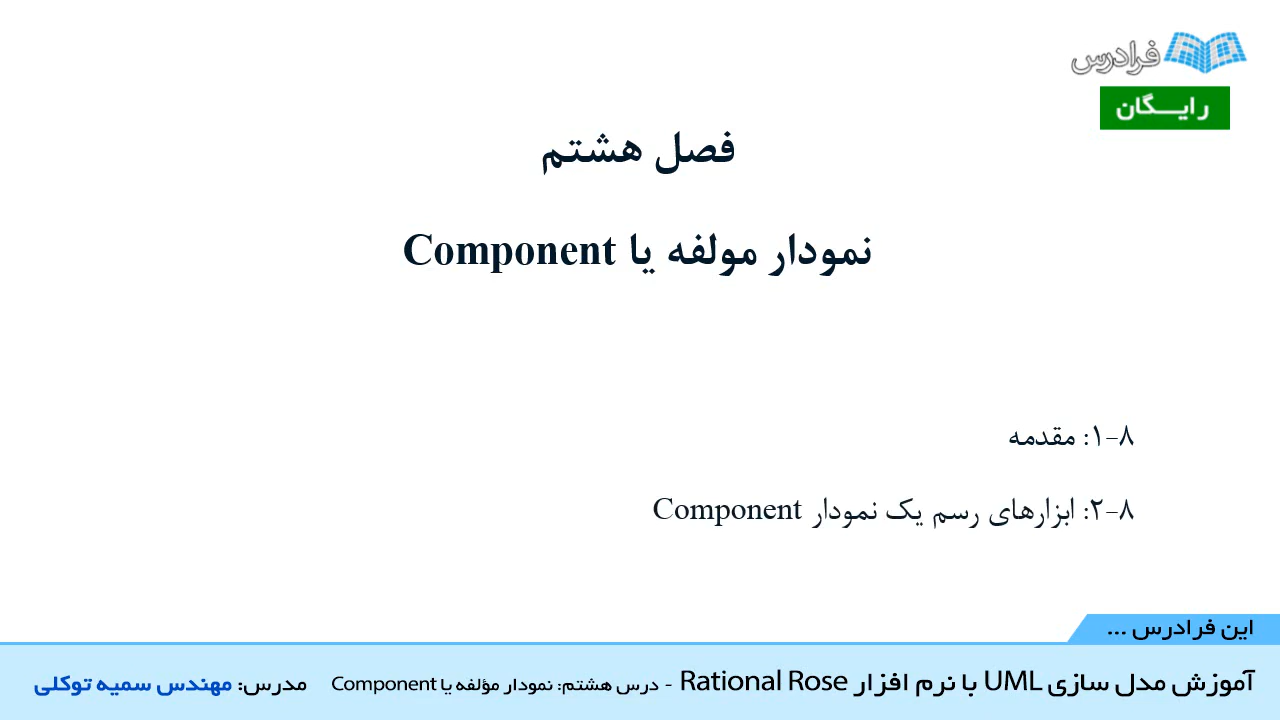 فرادرس
رایـــگان
فصل هشتم
نمودار مولفه یا Component
۸-۱: مقدمه
۸-۲: ابزارهای رسم یک نمودار Component
این فرادرس ...
آموزش مدل سازی UML با نرم افزار Rational Rose - درس هشتم: نمودار مؤلفه یا Component مدرس: مهندس سمیه توکلی